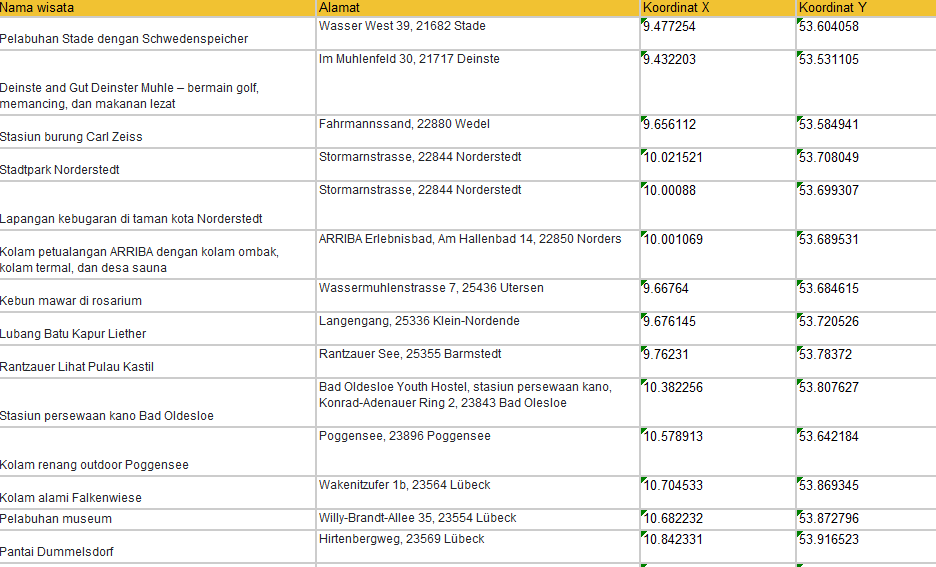 Nama wisata Alamat Koordinat X Koordinat Y
Pelabuhan Stade dengan Schwedenspeicher Wasser West 39, 21682 Stade 9.477254 53.604058
Deinste and Gut Deinster Muhle – bermain golf,
memancing, dan makanan lezat Im Muhlenfeld 30, 21717 Deinste 9.432203 53.531105
Stasiun burung Carl Zeiss Fahrmannssand, 22880 Wedel 9.656112 53.584941
Stadtpark Norderstedt Stormarnstrasse, 22844 Norderstedt 10.021521 53.708049
Lapangan kebugaran di taman kota Norderstedt Stormarnstrasse, 22844 Norderstedt 10.00088 53.699307
Kolam petualangan ARRIBA dengan kolam ombak,
kolam termal, dan desa sauna ARRIBA Erlebnisbad, Am Hallenbad 14, 22850 Norders 10.001069 53.689531
Kebun mawar di rosarium Wassermuhlenstrasse 7, 25436 Utersen 9.66764 53.684615
Lubang Batu Kapur Liether Langengang, 25336 Klein-Nordende 9.676145 53.720526
Rantzauer Lihat Pulau Kastil Rantzauer See, 25355 Barmstedt 9.76231 53.78372
Stasiun persewaan kano Bad Oldesloe Bad Oldesloe Youth Hostel, stasiun persewaan kano,
Konrad-Adenauer Ring 2, 23843 Bad Olesloe 10.382256 53.807627
Kolam renang outdoor Poggensee Poggensee, 23896 Poggensee 10.578913 53.642184
Kolam alami Falkenwiese Wakenitzufer 1b, 23564 Lübeck 10.704533 53.869345
Pelabuhan museum Willy-Brandt-Allee 35, 23554 Lübeck 10.682232 53.872796
Pantai Dummelsdorf Hirtenbergweg, 23569 Lübeck 10.842331 53.916523